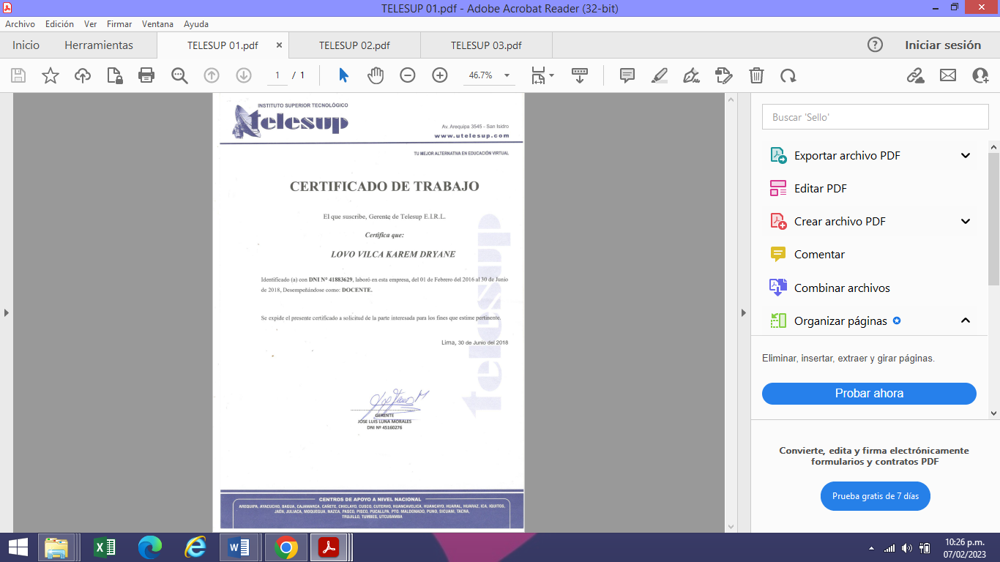 TELESUP 01.pdf - Adobe Acrobat Reader (32-bit)
Archivo Edición Ver Firmar Ventana Ayuda
Inicio Herramientas TELESUP 01.pdf × TELESUP 02.pdf TELESUP 03.pdf ? Iniciar sesión
1 / 1 46.7%
INSTITUTO SUPERIOR TECNOLÓGICO
telesup
Av. Arequipa 3545 - San Isidro
www.utelesup.com
TU MEJOR ALTERNATIVA EN EDUCACIÓN VIRTUAL
CERTIFICADO DE TRABAJO
El que suscribe, Gerente de Telesup E.I.R.L.
Certifica que:
LOVO VILCA KAREM DRYANE
Identificado (a) con DNI N° 41883629, laboró en esta empresa, del 01 de Febrero del 2016 al 30 de Junio
de 2018, Desempeñándose como: DOCENTE.
Se expide el presente certificado a solicitud de la parte interesada para los fines que estime pertinente.
Lima, 30 de Junio del 2018
telesup
GERENTE
JOSE LUIS LUNA MORALES
DNI Nº 45160276
CENTROS DE APOYO A NIVEL NACIONAL
AREQUIPA, AYACUCHO, BAGUA, CAJAMARCA, CAÑETE, CHICLAYO, CUSCO, CUTERVO, HUANCAVELICA, HUANCAYO, HUARAL, HUARAZ, ICA, IQUITOS,
JAÉN, JULIACA, MOQUEGUA, NAZCA, PASCO, PISCO, PUCALLPA, PTO. MALDONADO, PUNO, SICUANI, TACNA,
TRUJILLO, TUMBES, UTCUBAMBA
Buscar 'Sello'
Exportar archivo PDF
Editar PDF
Crear archivo PDF
Comentar
Combinar archivos
Organizar páginas
Eliminar, insertar, extraer y girar páginas.
Probar ahora
Convierte, edita y firma electrónicamente
formularios y contratos PDF
Prueba gratis de 7 días
10:26 p.m.
07/02/2023